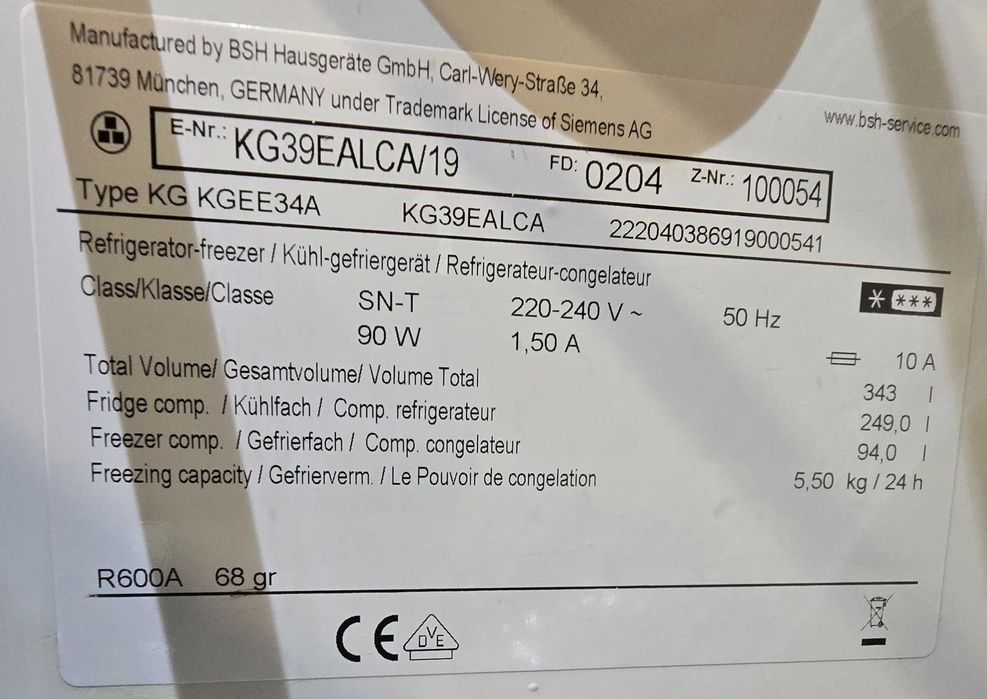 Manufactured by BSH Hausgeräte GmbH, Carl-Wery-Straße 34,
81739 München, GERMANY under Trademark License of Siemens AG
www.bsh-service.com
E-Nr.: KG39EALCA/19 FD: 0204 Z-Nr.: 100054
Type KG KGEE34A KG39EALCA 222040386919000541
Refrigerator-freezer / Kühl-gefriergerät / Refrigerateur-congelateur
Class/Klasse/Classe SN-T 220-240 V ~ 50 Hz
90 W 1,50 A 10 A
Total Volume/ Gesamtvolume/ Volume Total 343 l
Fridge comp. / Kühlfach / Comp. refrigerateur 249,0 l
Freezer comp. / Gefrierfach / Comp. congelateur 94,0 l
Freezing capacity / Gefrierverm. / Le Pouvoir de congelation 5,50 kg / 24 h
R600A 68 gr
CE DVE